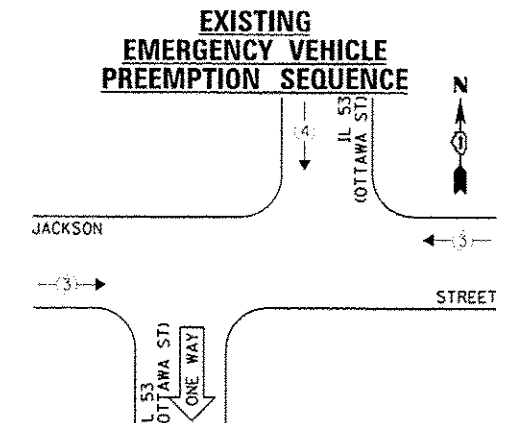 EXISTING
EMERGENCY VEHICLE
PREEMPTION SEQUENCE
N
4
IL 53
(OTTAWA ST)
1
JACKSON
3
3
STREET
IL 53
OTTAWA ST)
ONE WAY